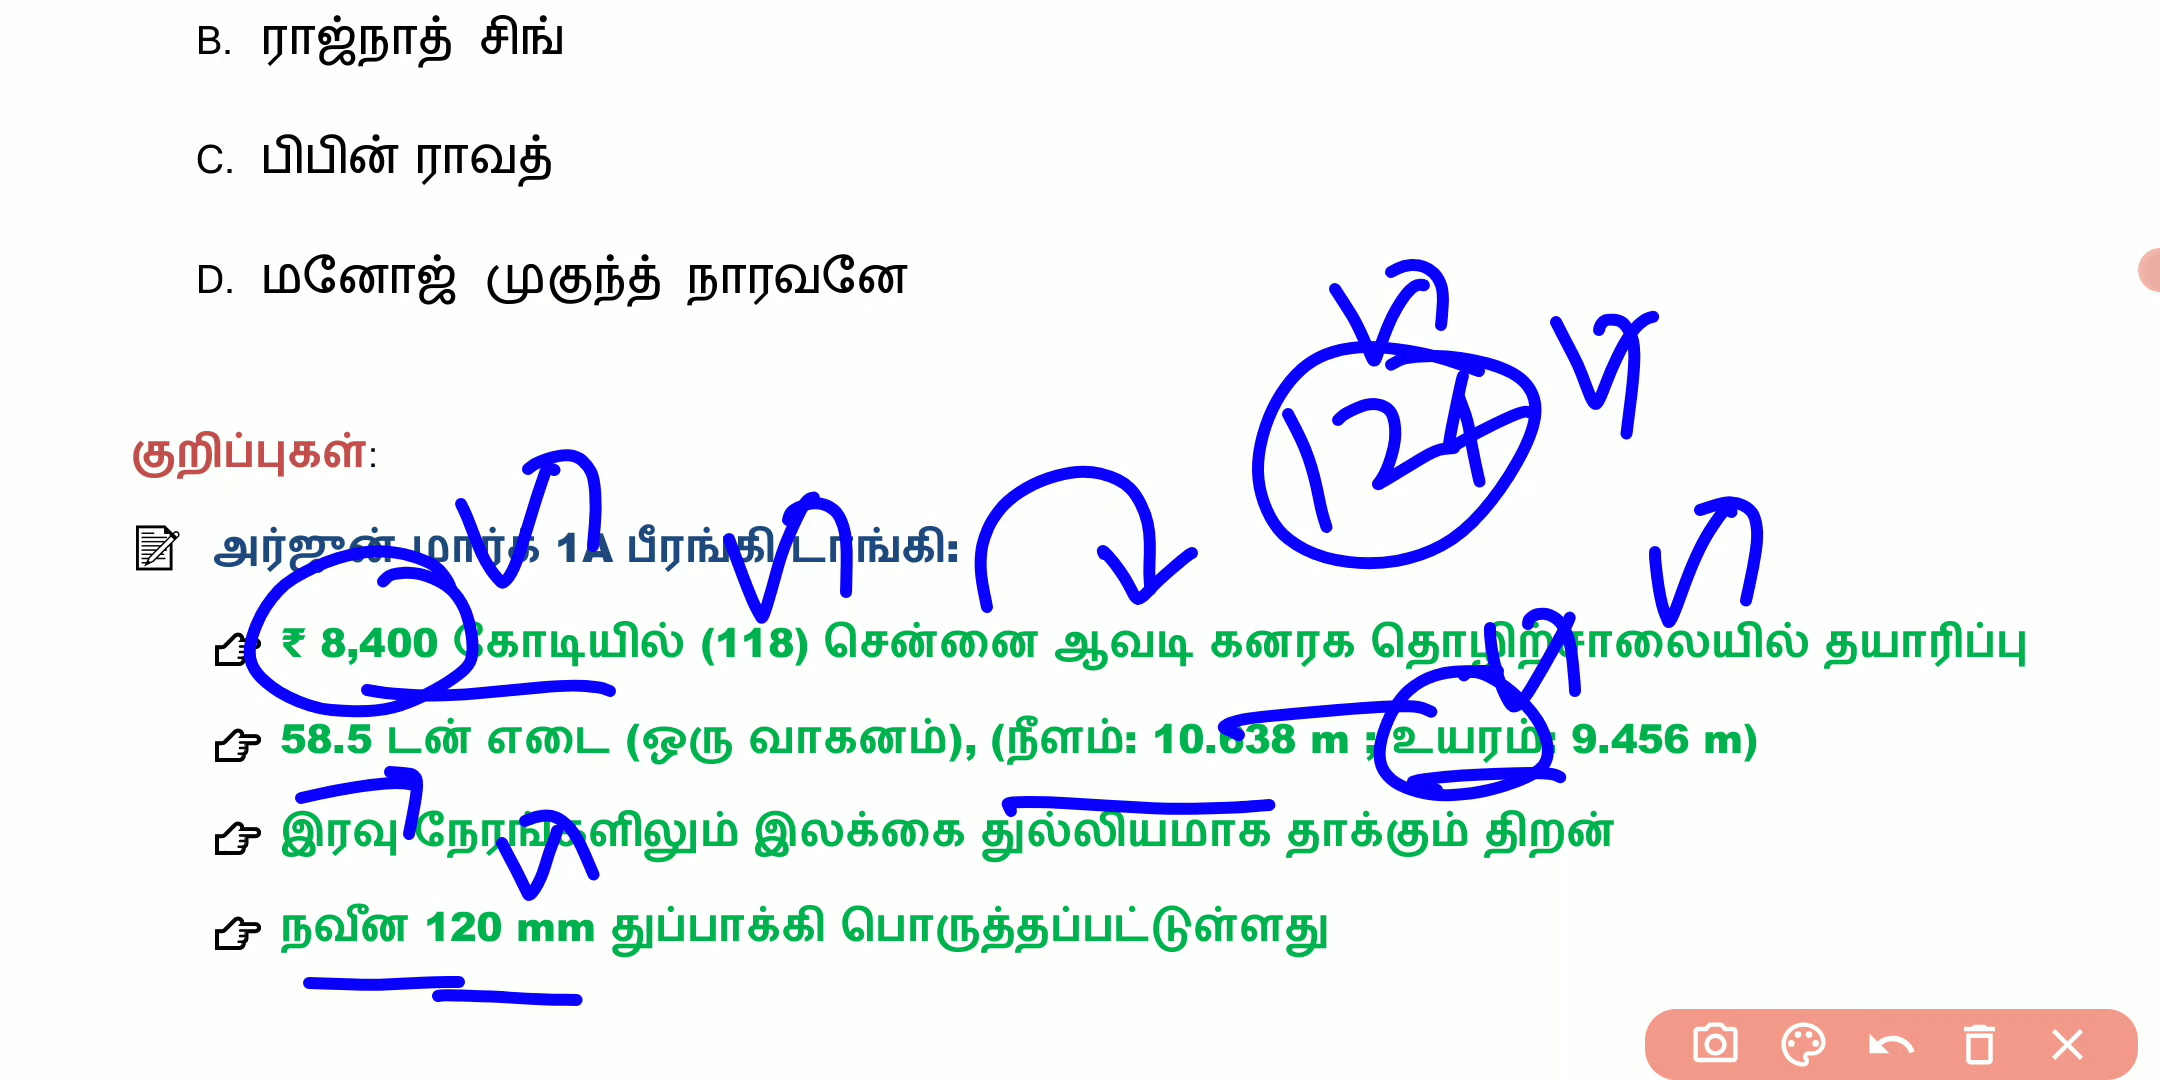 B. ராஜ்நாத் சிங்
C. பிபின் ராவத்
D. மனோஜ் முகுந்த் நாரவனே
124
குறிப்புகள்:
அர்ஜுன் மார்க் 1A பீரங்கி டாங்கி:
₹ 8,400 கோடியில் (118) சென்னை ஆவடி கனரக தொழிற்சாலையில் தயாரிப்பு
58.5 டன் எடை (ஒரு வாகனம்), (நீளம்: 10.638 m ; உயரம்: 9.456 m)
இரவு நேரங்களிலும் இலக்கை துல்லியமாக தாக்கும் திறன்
நவீன 120 mm துப்பாக்கி பொருத்தப்பட்டுள்ளது